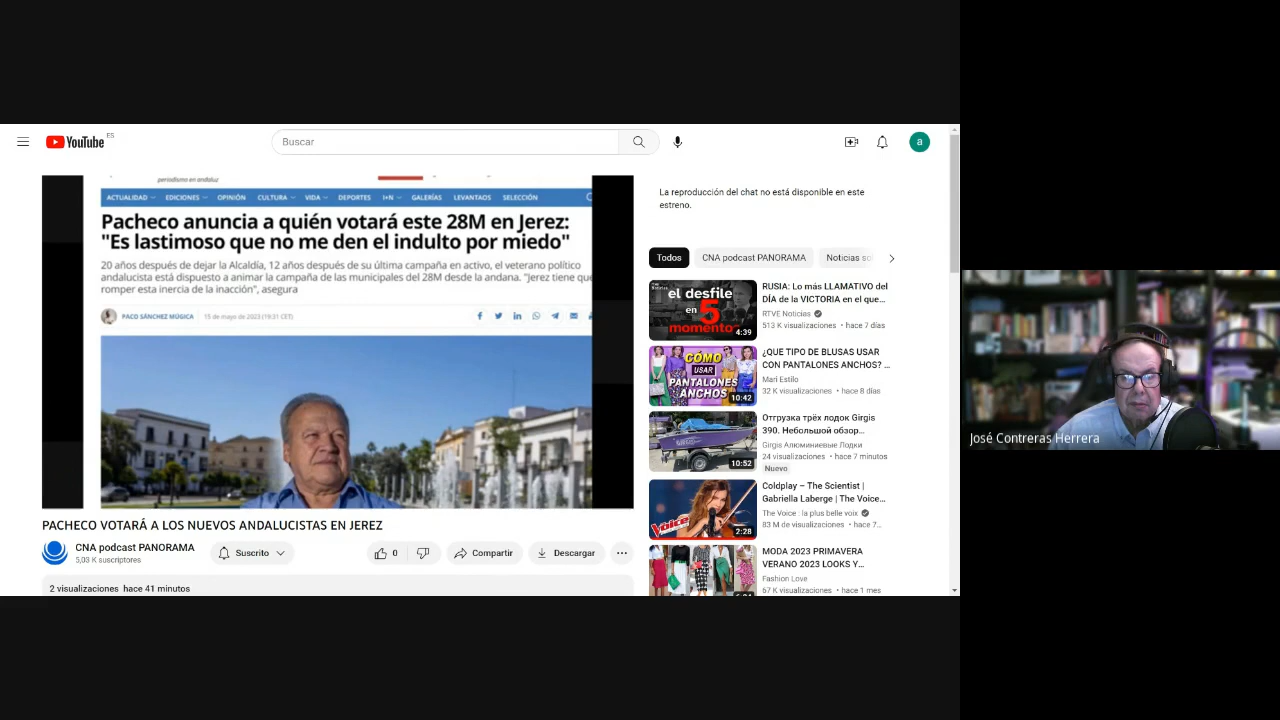 YouTube
ES
Buscar
a
periodismo en andaluz
ACTUALIDAD EDICIONES OPINIÓN CULTURA VIDA DEPORTES I+N GALERÍAS LEVANTAOS SELECCIÓN
Pacheco anuncia a quién votará este 28M en Jerez:
"Es lastimoso que no me den el indulto por miedo"
20 años después de dejar la Alcaldía, 12 años después de su última campaña en activo, el veterano político
andalucista está dispuesto a animar la campaña de las municipales del 28M desde la andana. "Jerez tiene que
romper esta inercia de la inacción", asegura
PACO SÁNCHEZ MÚGICA 15 de mayo de 2023 (19:31 CET)
PACHECO VOTARÁ A LOS NUEVOS ANDALUCISTAS EN JEREZ
CNA podcast PANORAMA
5,03 K suscriptores
Suscrito
0
Compartir
Descargar
2 visualizaciones hace 41 minutos
La reproducción del chat no está disponible en este
estreno.
Todos CNA podcast PANORAMA Noticias so
el desfile
en 5
momento
4:39
RUSIA: Lo más LLAMATIVO del
DÍA de la VICTORIA en el que...
RTVE Noticias
513 K visualizaciones • hace 7 días
CÓMO
USAR
PANTALONES
ANCHOS
10:42
¿QUE TIPO DE BLUSAS USAR
CON PANTALONES ANCHOS? ...
Mari Estilo
32 K visualizaciones • hace 8 días
10:52
Отгрузка трёх лодок Girgis
390. Небольшой обзор...
Girgis Алюминиевые Лодки
24 visualizaciones • hace 7 minutos
Nuevo
Voice
2:28
Coldplay – The Scientist |
Gabriella Laberge | The Voice...
The Voice : la plus belle voix
83 M de visualizaciones • hace 7...
MODA 2023 PRIMAVERA
VERANO 2023 LOOKS Y...
Fashion Love
67 K visualizaciones • hace 1 mes
José Contreras Herrera